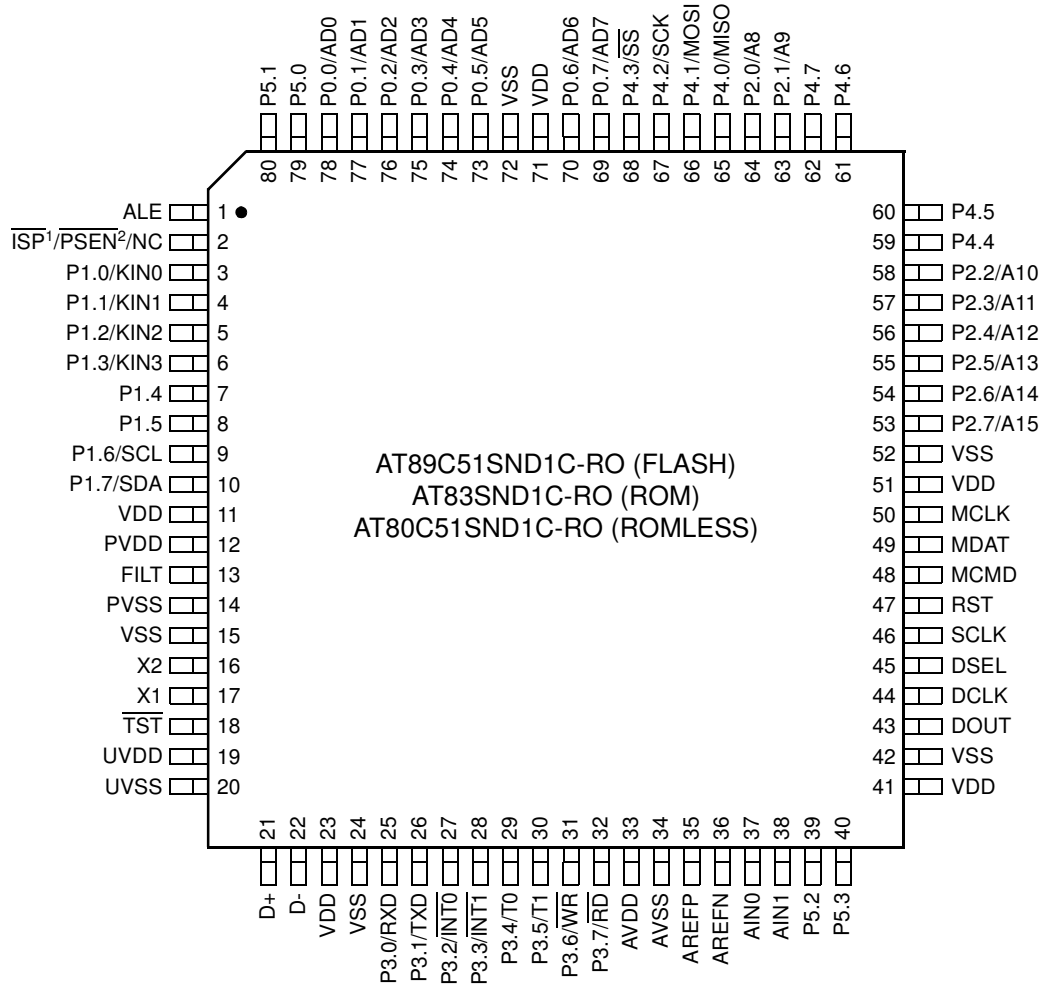 P5.1
P5.0
P0.0/AD0
P0.1/AD1
P0.2/AD2
P0.3/AD3
P0.4/AD4
P0.5/AD5
VSS
VDD
P0.6/AD6
P0.7/AD7
P4.3/SS
P4.2/SCK
P4.1/MOSI
P4.0/MISO
P2.0/A8
P2.1/A9
P4.7
P4.6
80
79
78
77
76
75
74
73
72
71
70
69
68
67
66
65
64
63
62
61
ALE 1
ISP¹/PSEN²/NC 2
P1.0/KIN0 3
P1.1/KIN1 4
P1.2/KIN2 5
P1.3/KIN3 6
P1.4 7
P1.5 8
P1.6/SCL 9
P1.7/SDA 10
VDD 11
PVDD 12
FILT 13
PVSS 14
VSS 15
X2 16
X1 17
TST 18
UVDD 19
UVSS 20
AT89C51SND1C-RO (FLASH)
AT83SND1C-RO (ROM)
AT80C51SND1C-RO (ROMLESS)
60 P4.5
59 P4.4
58 P2.2/A10
57 P2.3/A11
56 P2.4/A12
55 P2.5/A13
54 P2.6/A14
53 P2.7/A15
52 VSS
51 VDD
50 MCLK
49 MDAT
48 MCMD
47 RST
46 SCLK
45 DSEL
44 DCLK
43 DOUT
42 VSS
41 VDD
21
22
23
24
25
26
27
28
29
30
31
32
33
34
35
36
37
38
39
40
D+
D-
VDD
VSS
P3.0/RXD
P3.1/TXD
P3.2/INT0
P3.3/INT1
P3.4/T0
P3.5/T1
P3.6/WR
P3.7/RD
AVDD
AVSS
AREFP
AREFN
AIN0
AIN1
P5.2
P5.3